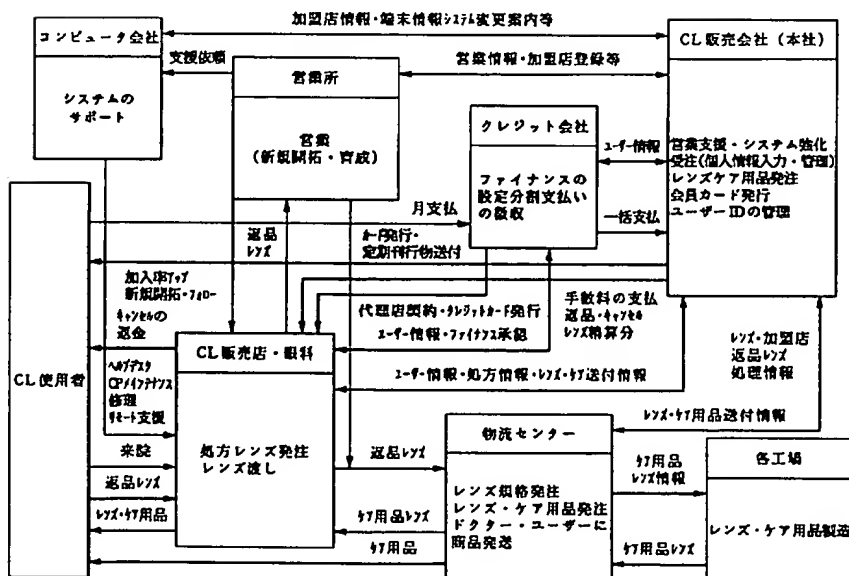 加盟店情報・端末情報システム変更案内等
コンピュータ会社
システムの
サポート
支援依頼
営業所
営業
(新規開拓・育成)
営業情報・加盟店登録等
CL販売会社(本社)
営業支援・システム強化
受注(個人情報入力・管理)
レンズケア用品発注
会員カード発行
ユーザーIDの管理
クレジット会社
ファイナンスの
設定分割支払い
の徴収
ユーザー情報
一括支払
月支払
カード発行・
定期刊行物送付
返品
レンズ
加入率アップ
新規開拓・フォロー
キャンセルの
返金
代理店契約・クレジットカード発行
ユーザー情報・ファイナンス承認
手数料の支払
返品・キャンセル
レンズ精算分
CL使用者
ヘルプデスク
CPメインテナンス
修理
リモート支援
CL販売店・眼科
処方レンズ発注
レンズ渡し
ユーザー情報・処方情報・レンズ・ケア送付情報
レンズ・加盟店
返品レンズ
処理情報
レンズ・ケア用品送付情報
来院
返品レンズ
レンズ・ケア用品
返品レンズ
ケア用品レンズ
ケア用品
物流センター
レンズ規格発注
レンズ・ケア用品発注
ドクター・ユーザーに
商品発送
ケア用品
レンズ情報
ケア用品レンズ
各工場
レンズ・ケア用品製造